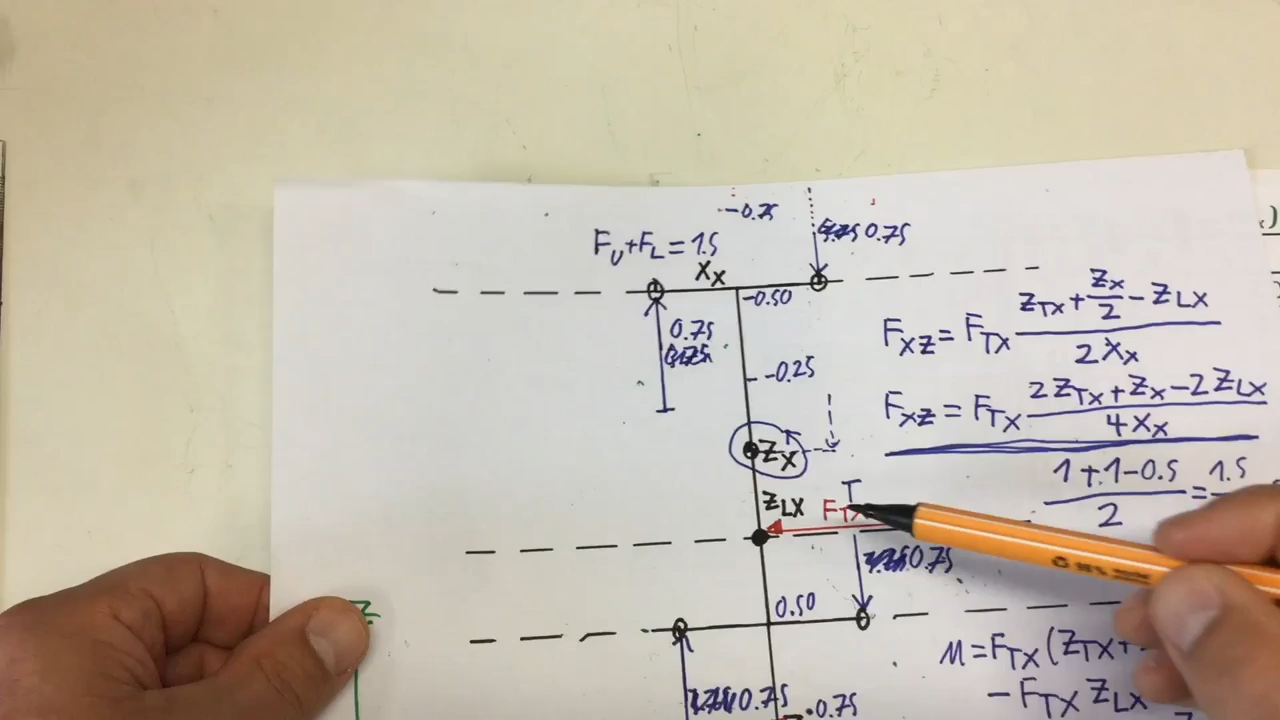 -0.75
0.75
F_U+F_L=1.5
X_X
-0.50
0.75
-0.25
F_XZ = F_TX (Z_TX + Z_X/2 - Z_LX)/(2X_X)
F_XZ = F_TX (2Z_TX+Z_X-2Z_LX)/(4X_X)
Z_X
(1+1-0.5)/2 = 1.5
Z_LX
F_TX
0.75
0.50
M=F_TX(Z_TX+
-F_TX Z_LX
0.75
0.75